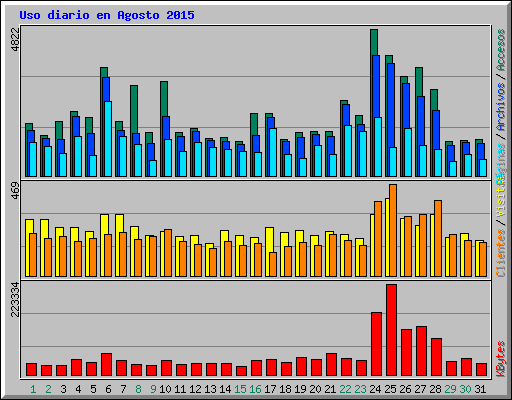 Uso diario en Agosto 2015
4822
469
223334
Accesos / Archivos / Páginas
Visitas / Clientes
KBytes
1 2 3 4 5 6 7 8 9 10 11 12 13 14 15 16 17 18 19 20 21 22 23 24 25 26 27 28 29 30 31